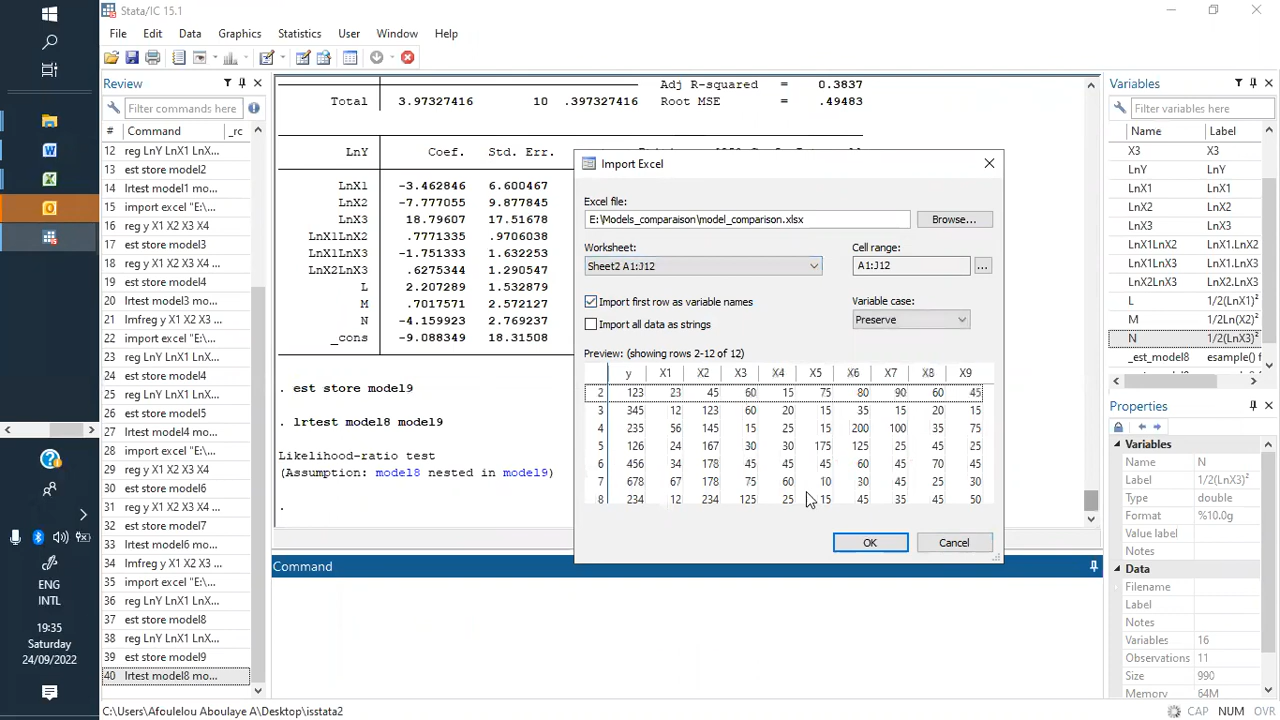 Stata/IC 15.1
File Edit Data Graphics Statistics User Window Help
Review
Filter commands here
# Command _rc
12 reg LnY LnX1 LnX...
13 est store model2
14 lrtest model1 mo...
15 import excel "E:\...
16 reg y X1 X2 X3 X4
17 est store model3
18 reg y X1 X2 X3 ...
19 est store model4
20 lrtest model3 mo...
21 lmfreg y X1 X2 X3 ...
22 import excel "E:\...
23 reg y X1 X2 X3 ...
24 est store model4
25 reg y X1 X2 X3 ...
26 est store model5
27 lrtest model4 mo...
28 import excel "E:\...
29 reg y X1 X2 X3 ...
30 est store model6
31 reg y X1 X2 X3 ...
32 est store model7
33 lrtest model6 mo...
34 lmfreg y X1 X2 X3 ...
35 import excel "E:\...
36 reg LnY LnX1 LnX...
37 est store model8
38 reg LnY LnX1 LnX...
39 est store model9
40 lrtest model8 mo...
Adj R-squared = 0.3837
Total 3.97327416 10 .397327416 Root MSE = .49483
LnY Coef. Std. Err.
LnX1 -3.462846 6.600467
LnX2 -7.777055 9.877845
LnX3 18.79607 17.51678
LnX1LnX2 .7771335 .9706038
LnX1LnX3 -1.751333 1.632253
LnX2LnX3 .6275344 1.290547
L 2.207289 1.532879
M .7017571 2.572127
N -4.159923 2.769237
_cons -9.088349 18.31508
. est store model9
. lrtest model8 model9
Likelihood-ratio test
(Assumption: model8 nested in model9)
.
Command
Import Excel
Excel file:
E:\Models_comparaison\model_comparison.xlsx
Browse...
Worksheet: Cell range:
Sheet2 A1:J12 A1:J12 ...
Import first row as variable names
Variable case:
Import all data as strings
Preserve
Preview: (showing rows 2-12 of 12)
y X1 X2 X3 X4 X5 X6 X7 X8 X9
2 123 23 45 60 15 75 80 90 60 45
3 345 12 123 60 20 15 35 15 20 15
4 235 56 145 15 25 15 200 100 35 75
5 126 24 167 30 30 175 125 25 45 25
6 456 34 178 45 45 45 60 45 70 45
7 678 67 178 75 60 10 30 45 25 30
8 234 12 234 125 25 15 45 35 45 50
OK Cancel
Variables
Filter variables here
Name Label
X3 X3
LnY LnY
LnX1 LnX1
LnX2 LnX2
LnX3 LnX3
LnX1LnX2 LnX1LnX2
LnX1LnX3 LnX1LnX3
LnX2LnX3 LnX2LnX3
L 1/2(LnX1)²
M 1/2Ln(X2)²
N 1/2(LnX3)²
_est_model8 esample() of ...
Properties
Variables
Name N
Label 1/2(LnX3)²
Type double
Format %10.0g
Value label
Notes
Data
Filename
Label
Notes
Variables 16
Observations 11
Size 990
Memory 64M
ENG
INTL
19:35
Saturday
24/09/2022
C:\Users\Afoulelou Aboulaye A\Desktop\isstata2
CAP NUM OVR